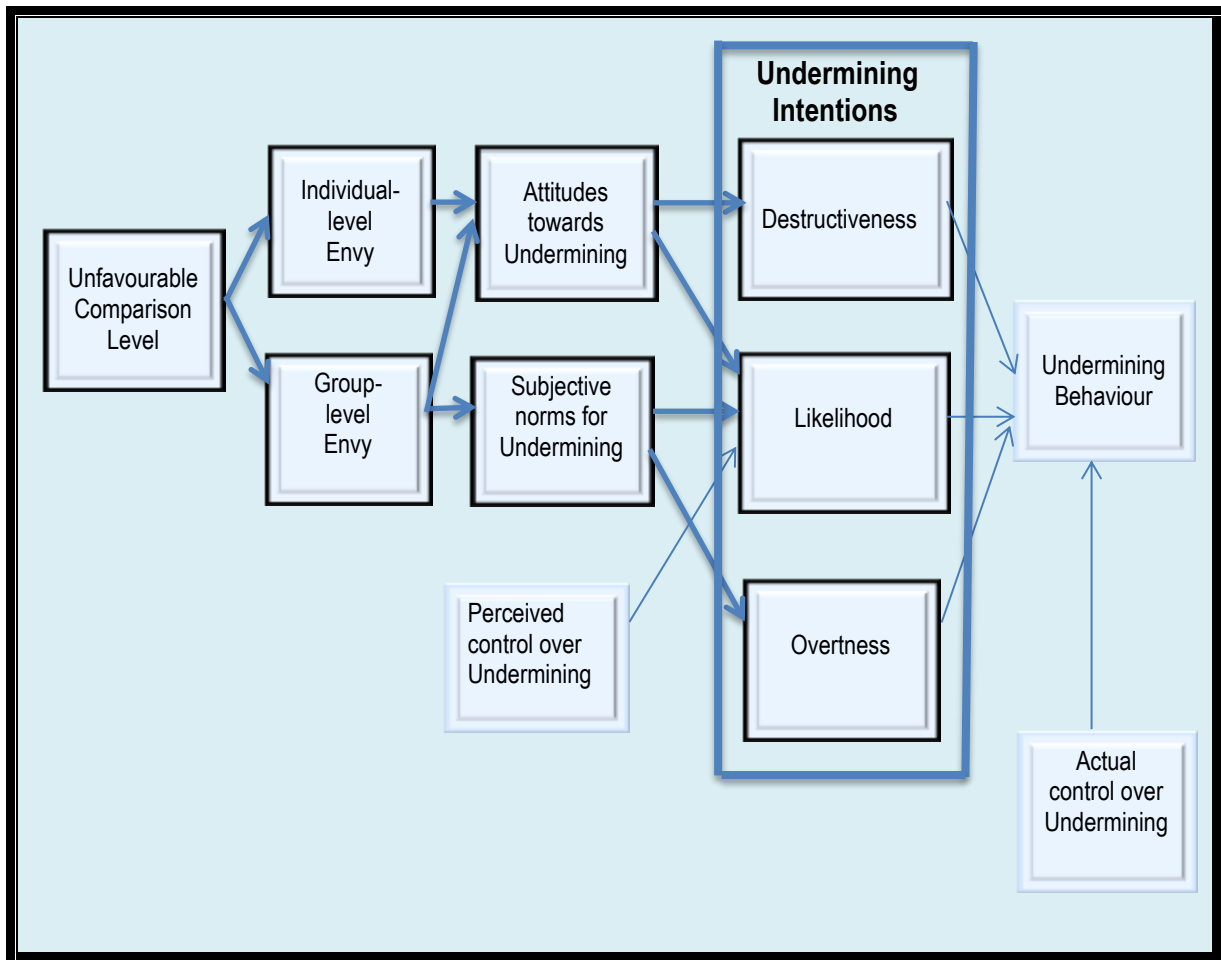 Undermining
Intentions
Individual-
level
Envy
Attitudes
towards
Undermining
Destructiveness
Unfavourable
Comparison
Level
Group-
level
Envy
Subjective
norms for
Undermining
Likelihood
Undermining
Behaviour
Perceived
control over
Undermining
Overtness
Actual
control over
Undermining